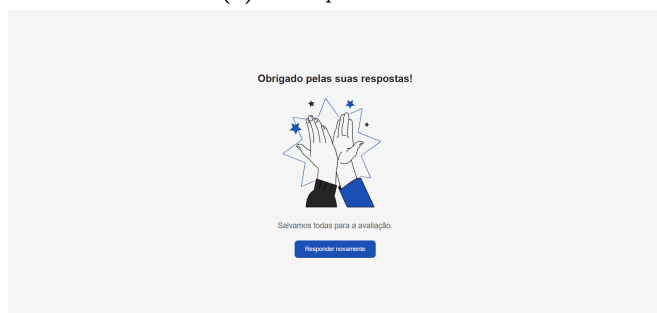 Obrigado pelas suas respostas!
Salvamos todas para a avaliação.
Responder novamente